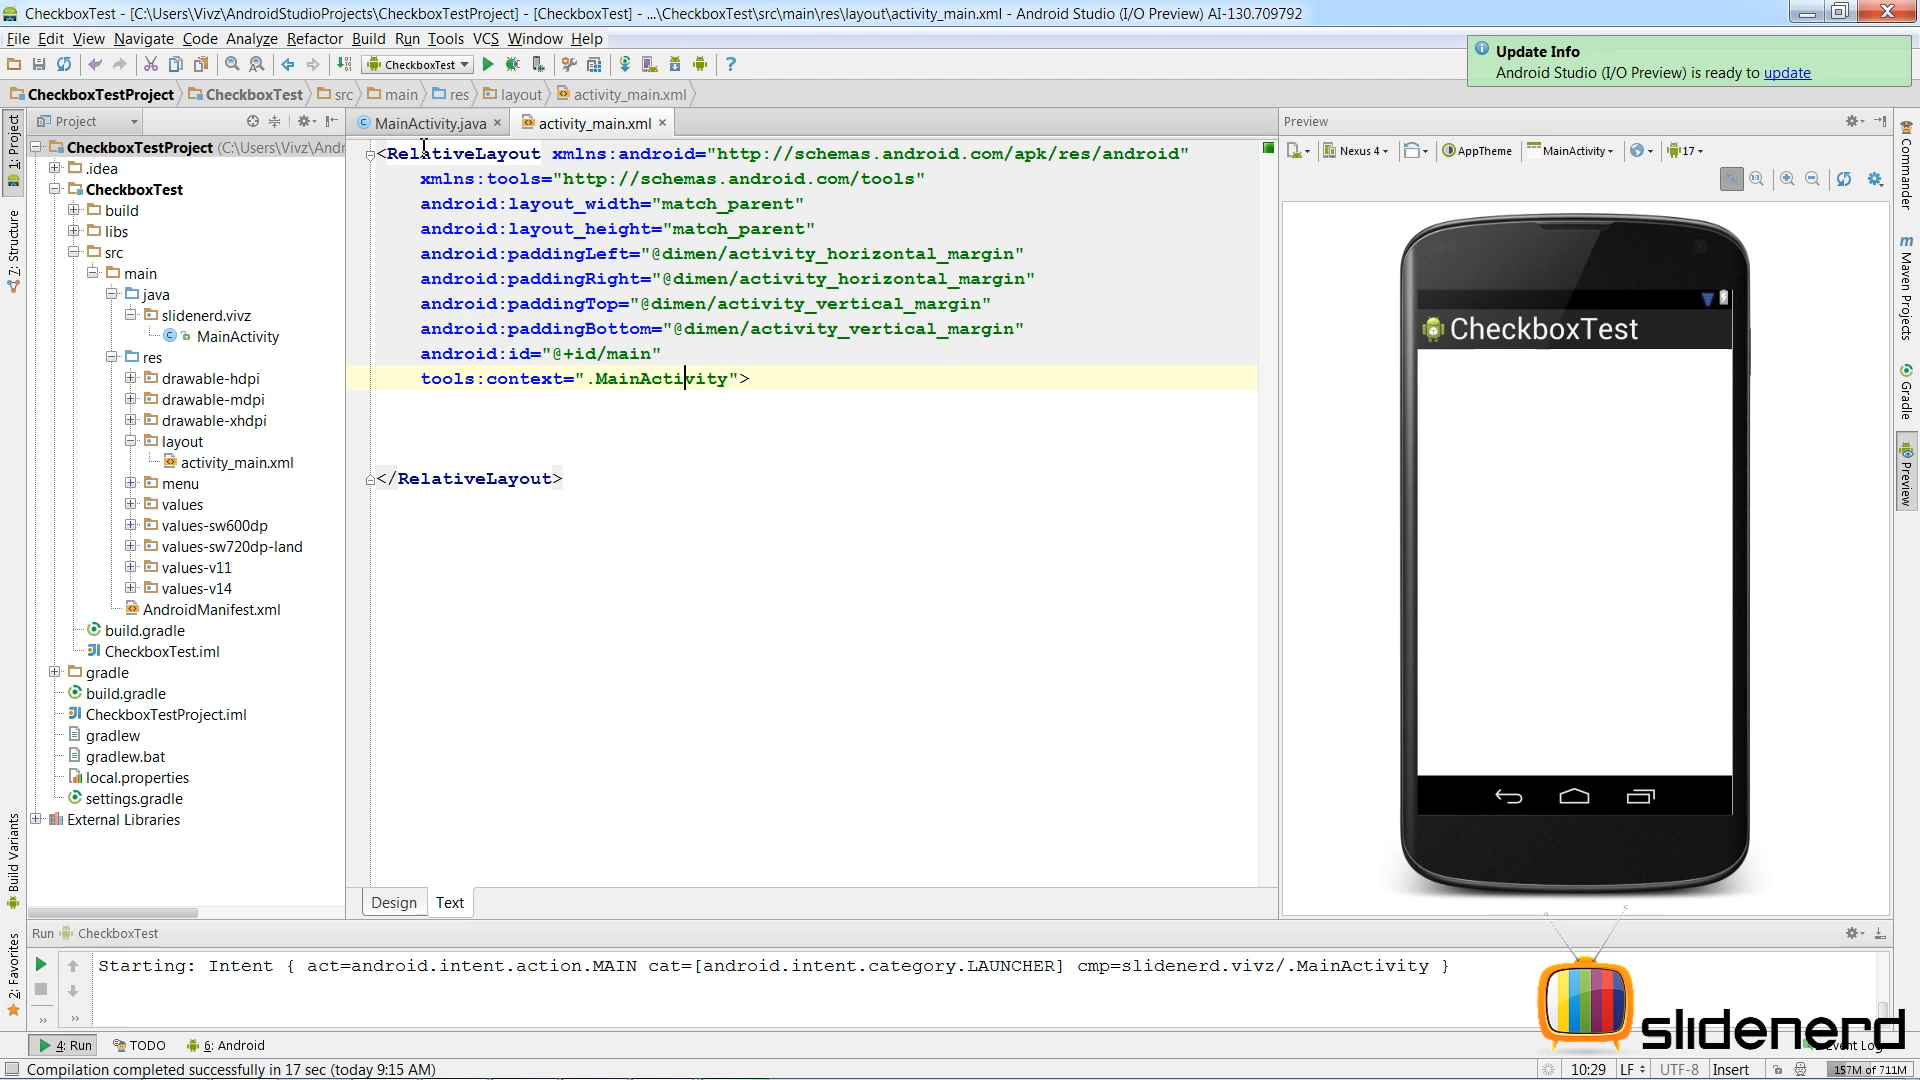 CheckboxTest - [C:\Users\Vivz\AndroidStudioProjects\CheckboxTestProject] - [CheckboxTest] - ...\CheckboxTest\src\main\res\layout\activity_main.xml - Android Studio (I/O Preview) AI-130.709792
File Edit View Navigate Code Analyze Refactor Build Run Tools VCS Window Help
CheckboxTest
Update Info
Android Studio (I/O Preview) is ready to update
CheckboxTestProject CheckboxTest src main res layout activity_main.xml
1: Project
7: Structure
Build Variants
2: Favorites
Project
CheckboxTestProject (C:\Users\Vivz\Andr
.idea
CheckboxTest
build
libs
src
main
java
slidenerd.vivz
MainActivity
res
drawable-hdpi
drawable-mdpi
drawable-xhdpi
layout
activity_main.xml
menu
values
values-sw600dp
values-sw720dp-land
values-v11
values-v14
AndroidManifest.xml
build.gradle
CheckboxTest.iml
gradle
build.gradle
CheckboxTestProject.iml
gradlew
gradlew.bat
local.properties
settings.gradle
External Libraries
MainActivity.java activity_main.xml
<RelativeLayout xmlns:android="http://schemas.android.com/apk/res/android"
xmlns:tools="http://schemas.android.com/tools"
android:layout_width="match_parent"
android:layout_height="match_parent"
android:paddingLeft="@dimen/activity_horizontal_margin"
android:paddingRight="@dimen/activity_horizontal_margin"
android:paddingTop="@dimen/activity_vertical_margin"
android:paddingBottom="@dimen/activity_vertical_margin"
android:id="@+id/main"
tools:context=".MainActivity">
</RelativeLayout>
Design Text
Preview
Nexus 4 AppTheme MainActivity 17
CheckboxTest
Commander
Maven Projects
Gradle
Preview
Run CheckboxTest
Starting: Intent { act=android.intent.action.MAIN cat=[android.intent.category.LAUNCHER] cmp=slidenerd.vivz/.MainActivity }
slidenerd
4: Run TODO 6: Android Event Log
Compilation completed successfully in 17 sec (today 9:15 AM) 10:29 LF UTF-8 Insert 157M of 711M